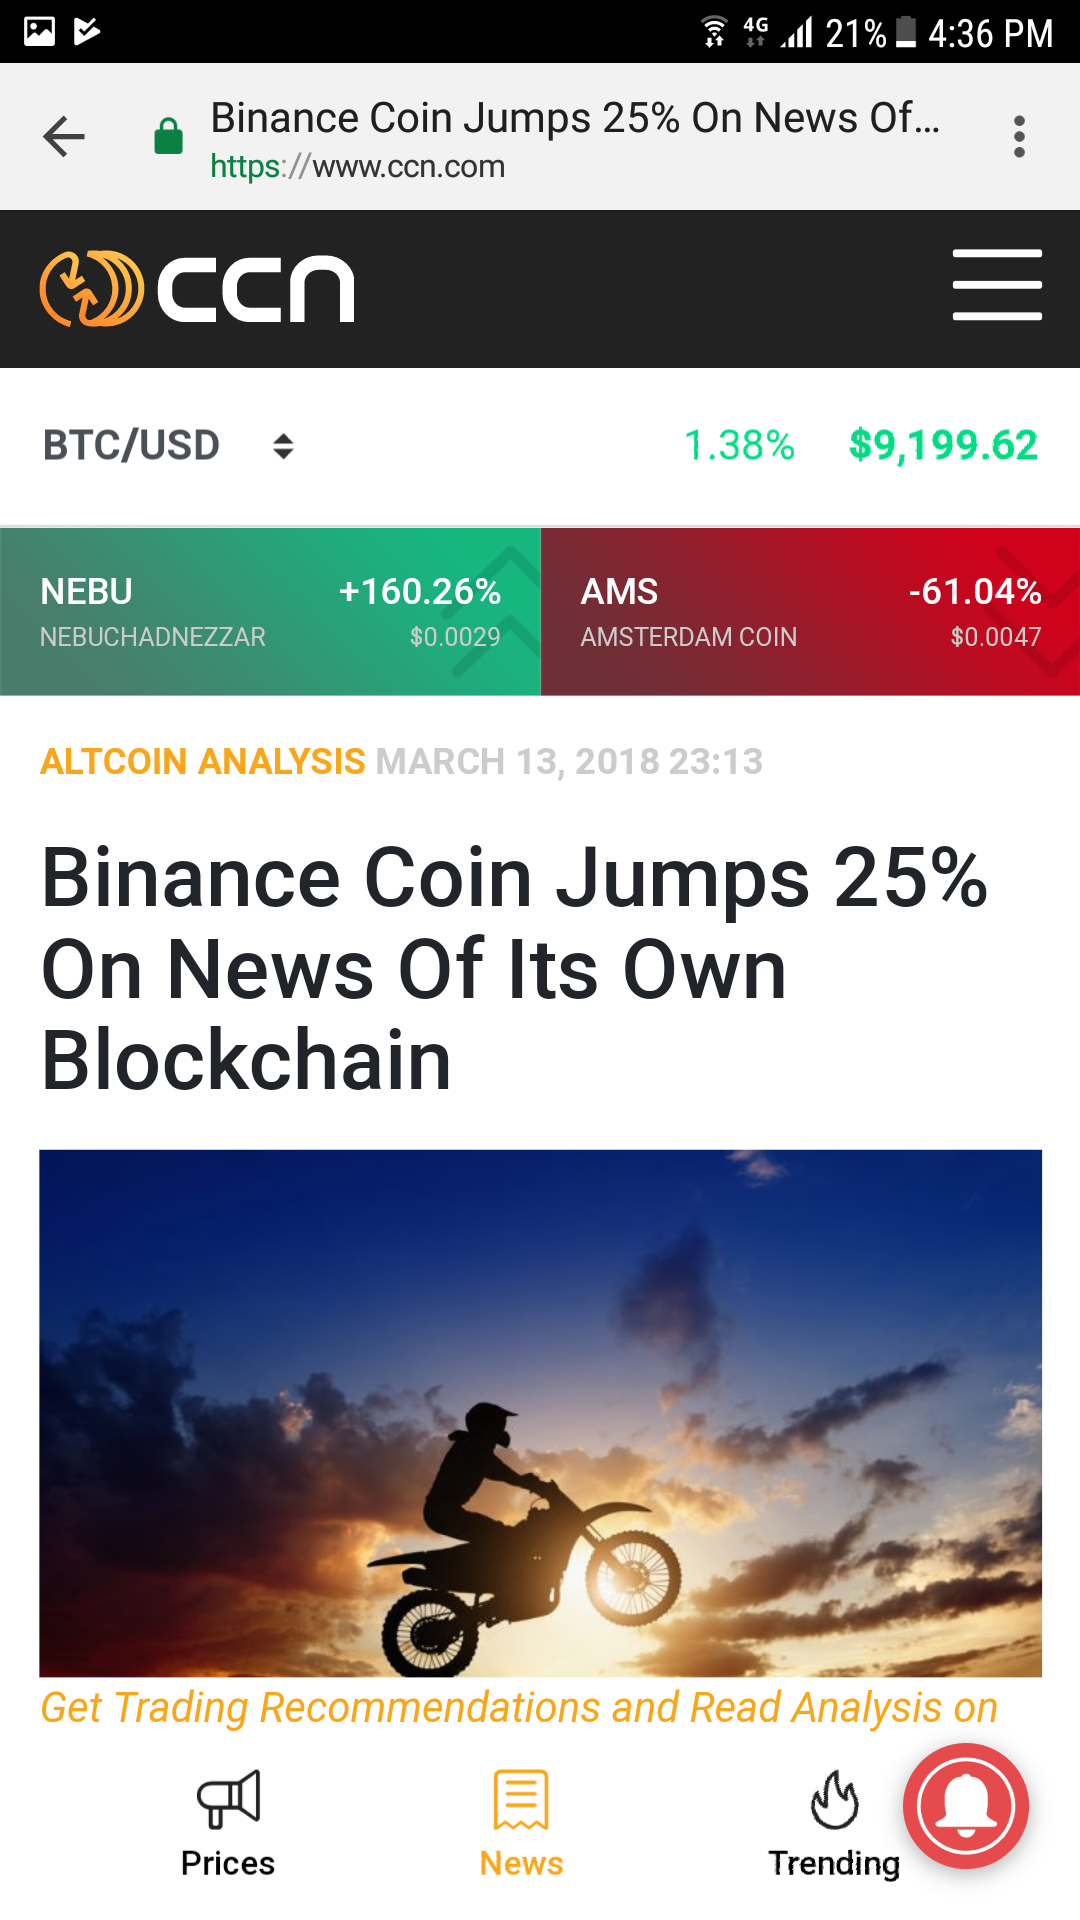 4G 21% 4:36 PM
Binance Coin Jumps 25% On News Of...
https://www.ccn.com
ccn
BTC/USD 1.38% $9,199.62
NEBU +160.26% AMS -61.04%
NEBUCHADNEZZAR $0.0029 AMSTERDAM COIN $0.0047
ALTCOIN ANALYSIS MARCH 13, 2018 23:13
Binance Coin Jumps 25%
On News Of Its Own
Blockchain
Get Trading Recommendations and Read Analysis on
Prices News Trending